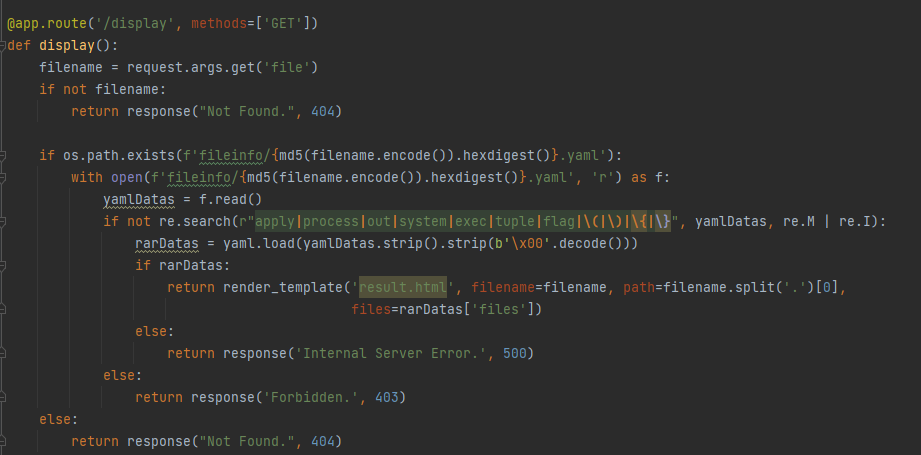 @app.route('/display', methods=['GET'])
def display():
    filename = request.args.get('file')
    if not filename:
        return response("Not Found.", 404)

    if os.path.exists(f'fileinfo/{md5(filename.encode()).hexdigest()}.yaml'):
        with open(f'fileinfo/{md5(filename.encode()).hexdigest()}.yaml', 'r') as f:
            yamlDatas = f.read()
            if not re.search(r"apply|process|out|system|exec|tuple|flag|\(|\)|\{|\}", yamlDatas, re.M | re.I):
                rarDatas = yaml.load(yamlDatas.strip().strip(b'\x00'.decode()))
                if rarDatas:
                    return render_template('result.html', filename=filename, path=filename.split('.')[0],
                                           files=rarDatas['files'])
                else:
                    return response('Internal Server Error.', 500)
            else:
                return response('Forbidden.', 403)
    else:
        return response("Not Found.", 404)